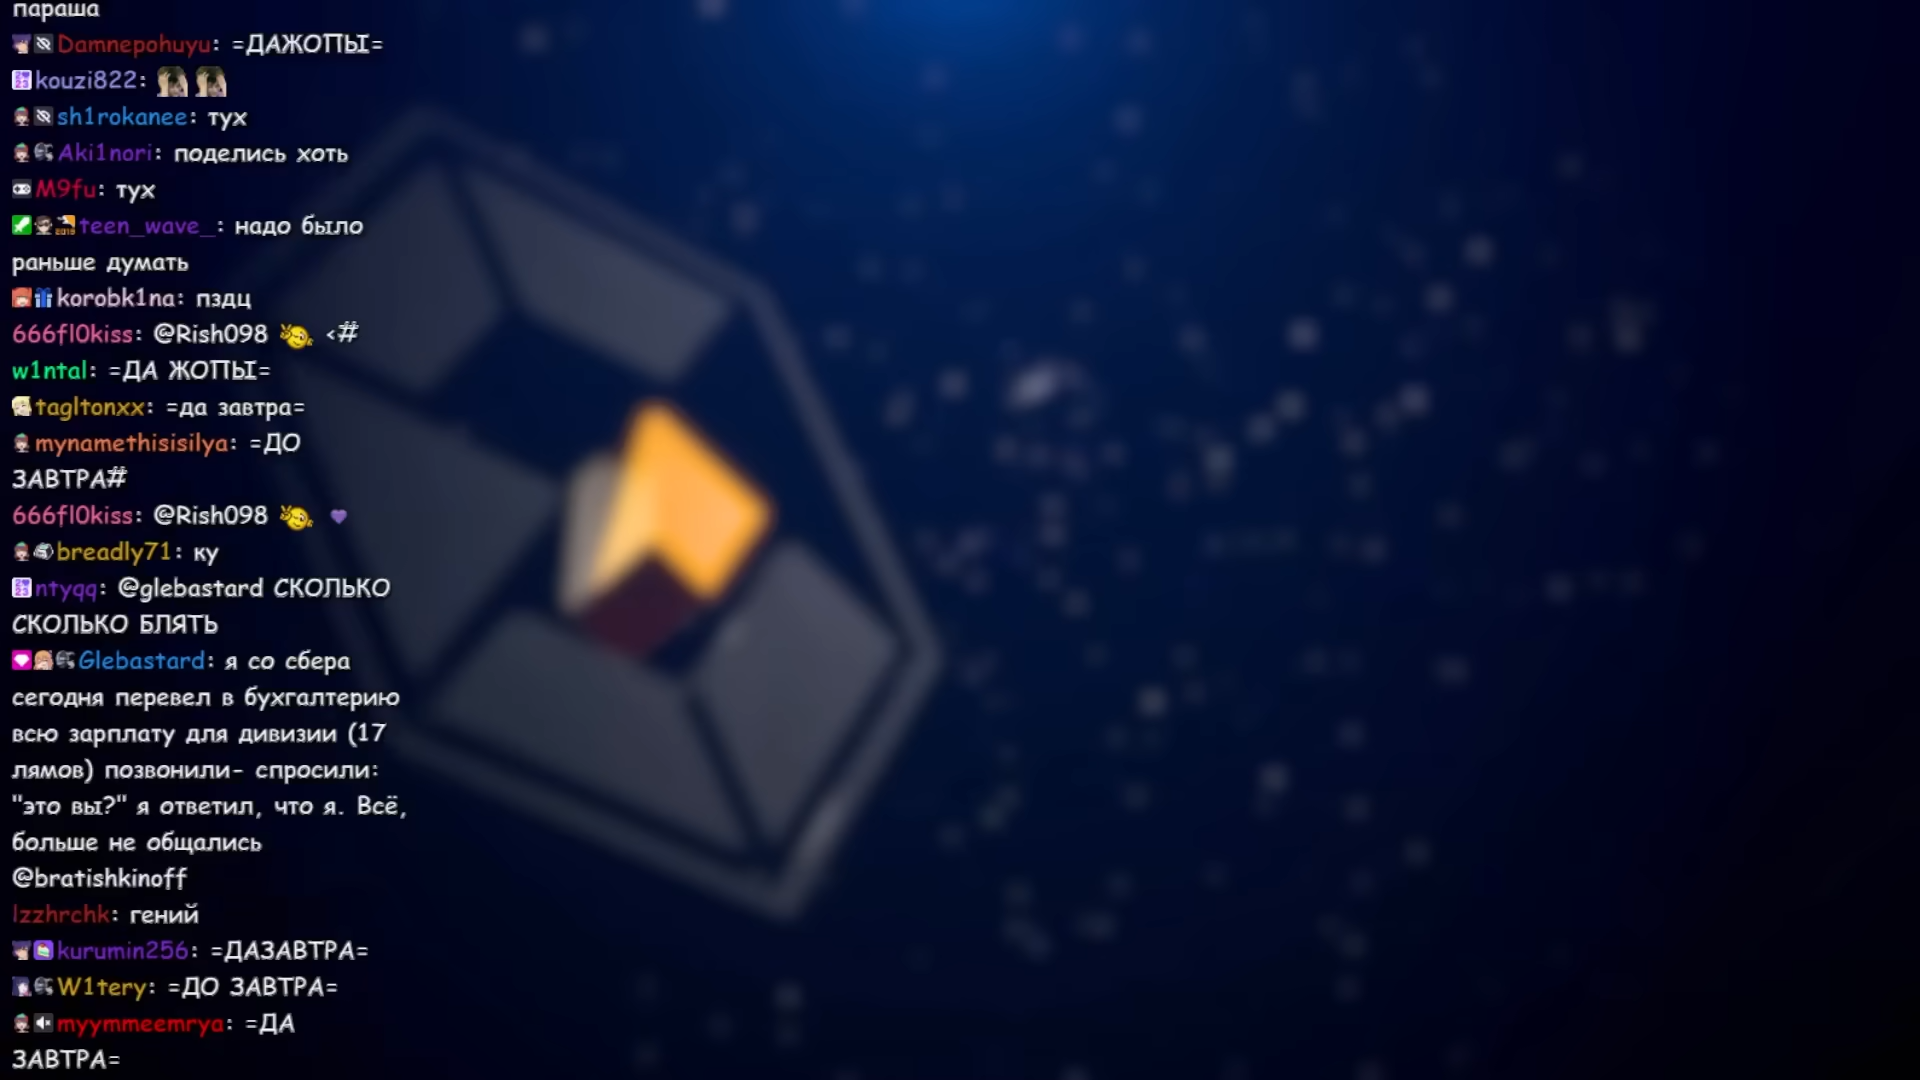 параша
Damnepohuyu: =ДАЖОПЫ=
kouzi822:
sh1rokanee: тух
Aki1nori: поделись хоть
M9fu: тух
teen_wave_: надо было
раньше думать
korobk1na: пздц
666fl0kiss: @Rish098 <#
w1ntal: =ДА ЖОПЫ=
tagltonxx: =да завтра=
mynamethisisilya: =ДО
ЗАВТРА#
666fl0kiss: @Rish098
breadly71: ку
ntyqq: @glebastard СКОЛЬКО
СКОЛЬКО БЛЯТЬ
Glebastard: я со сбера
сегодня перевел в бухгалтерию
всю зарплату для дивизии (17
лямов) позвонили- спросили:
"это вы?" я ответил, что я. Всё,
больше не общались
@bratishkinoff
lzzhrchk: гений
kurumin256: =ДАЗАВТРА=
W1tery: =ДО ЗАВТРА=
myymmeemrya: =ДА
ЗАВТРА=